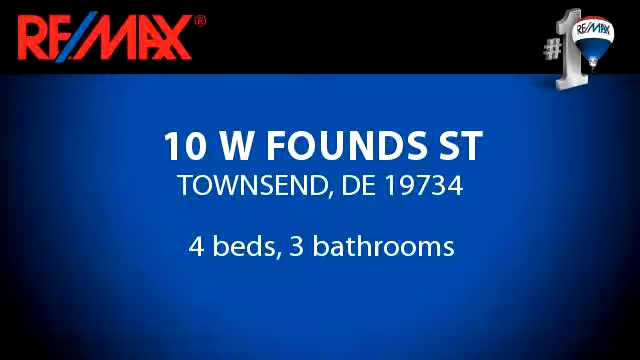 RE/MAX®
#1 RE/MAX
10 W FOUNDS ST
TOWNSEND, DE 19734
4 beds, 3 bathrooms